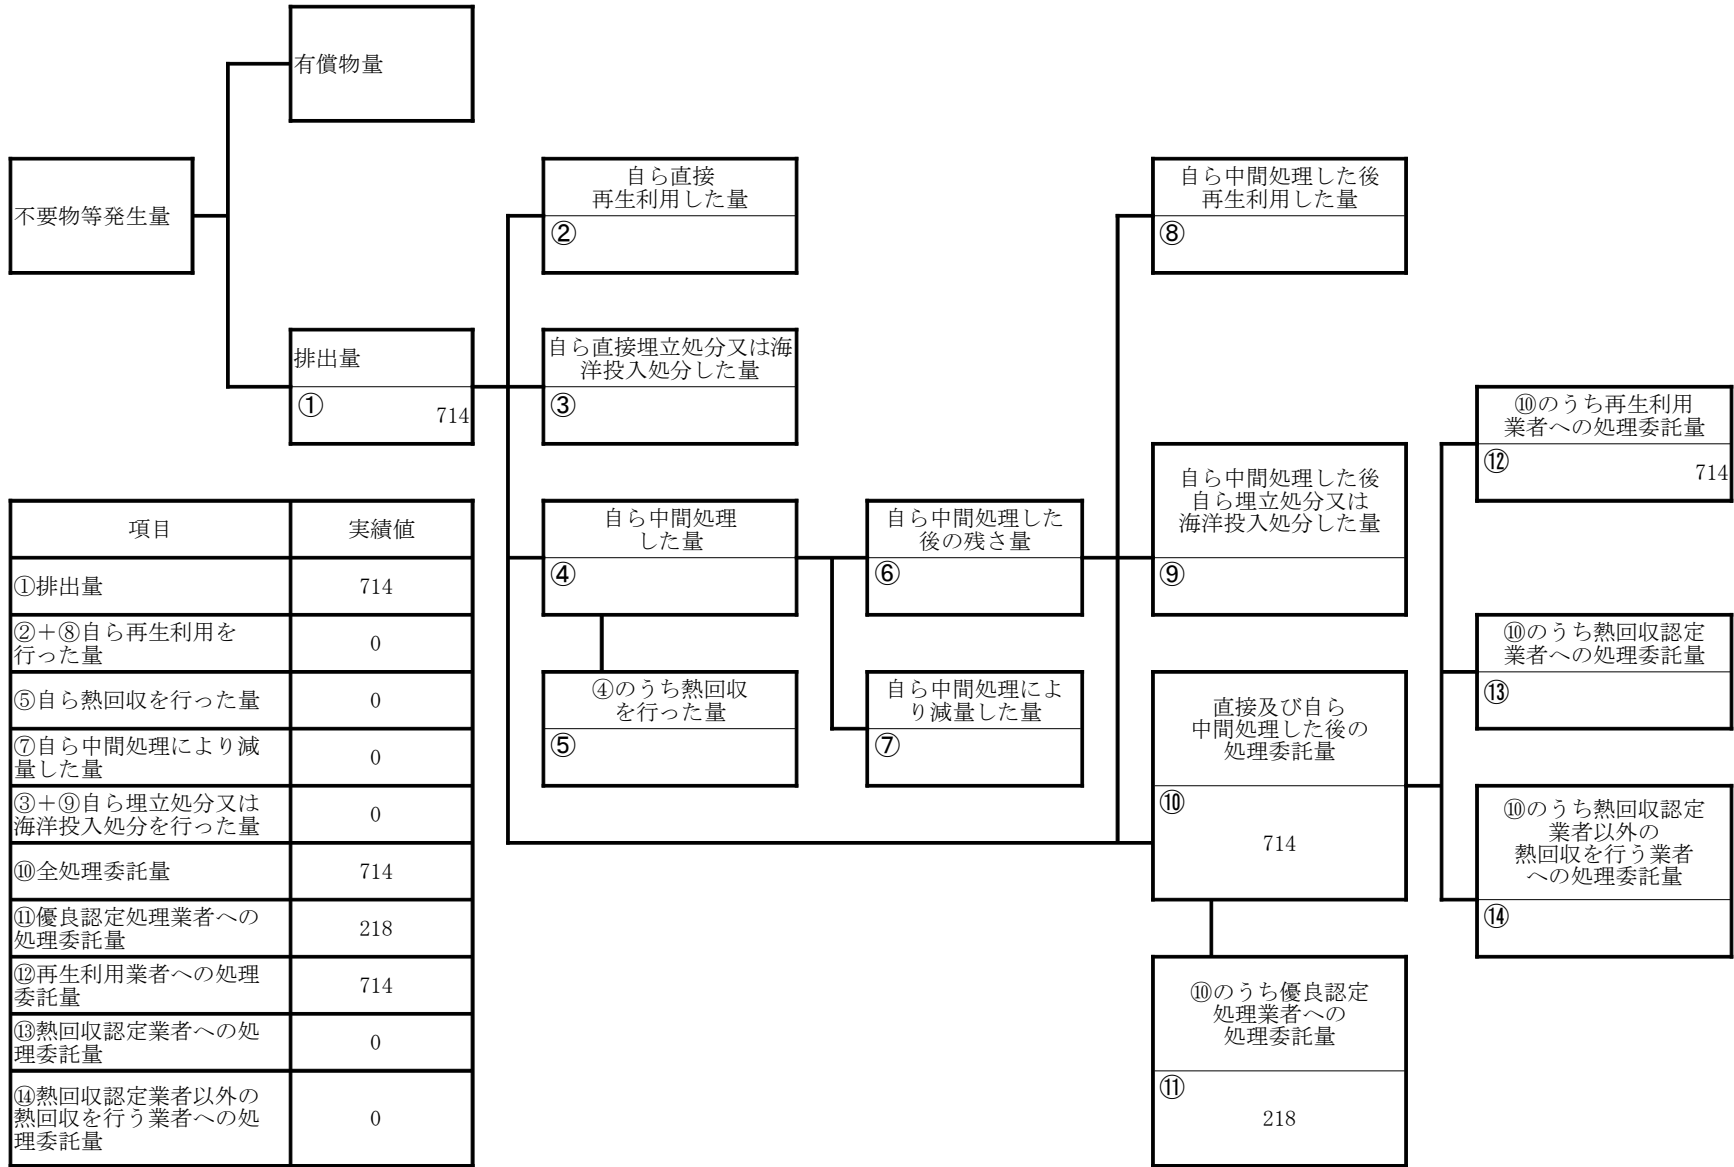 有償物量
不要物等発生量
自ら直接
再生利用した量
②
自ら中間処理した後
再生利用した量
⑧
排出量
①
714
自ら直接埋立処分又は海
洋投入処分した量
③
⑩のうち再生利用
業者への処理委託量
⑫
714
自ら中間処理
した量
④
自ら中間処理した
後の残さ量
⑥
自ら中間処理した後
自ら埋立処分又は
海洋投入処分した量
⑨
⑩のうち熱回収認定
業者への処理委託量
⑬
④のうち熱回収
を行った量
⑤
自ら中間処理によ
り減量した量
⑦
直接及び自ら
中間処理した後の
処理委託量
⑩
714
⑩のうち熱回収認定
業者以外の
熱回収を行う業者
への処理委託量
⑭
⑩のうち優良認定
処理業者への
処理委託量
⑪
218
項目 実績値
①排出量 714
②＋⑧自ら再生利用を
行った量 0
⑤自ら熱回収を行った量 0
⑦自ら中間処理により減
量した量 0
③＋⑨自ら埋立処分又は
海洋投入処分を行った量 0
⑩全処理委託量 714
⑪優良認定処理業者への
処理委託量 218
⑫再生利用業者への処理
委託量 714
⑬熱回収認定業者への処
理委託量 0
⑭熱回収認定業者以外の
熱回収を行う業者への処
理委託量 0